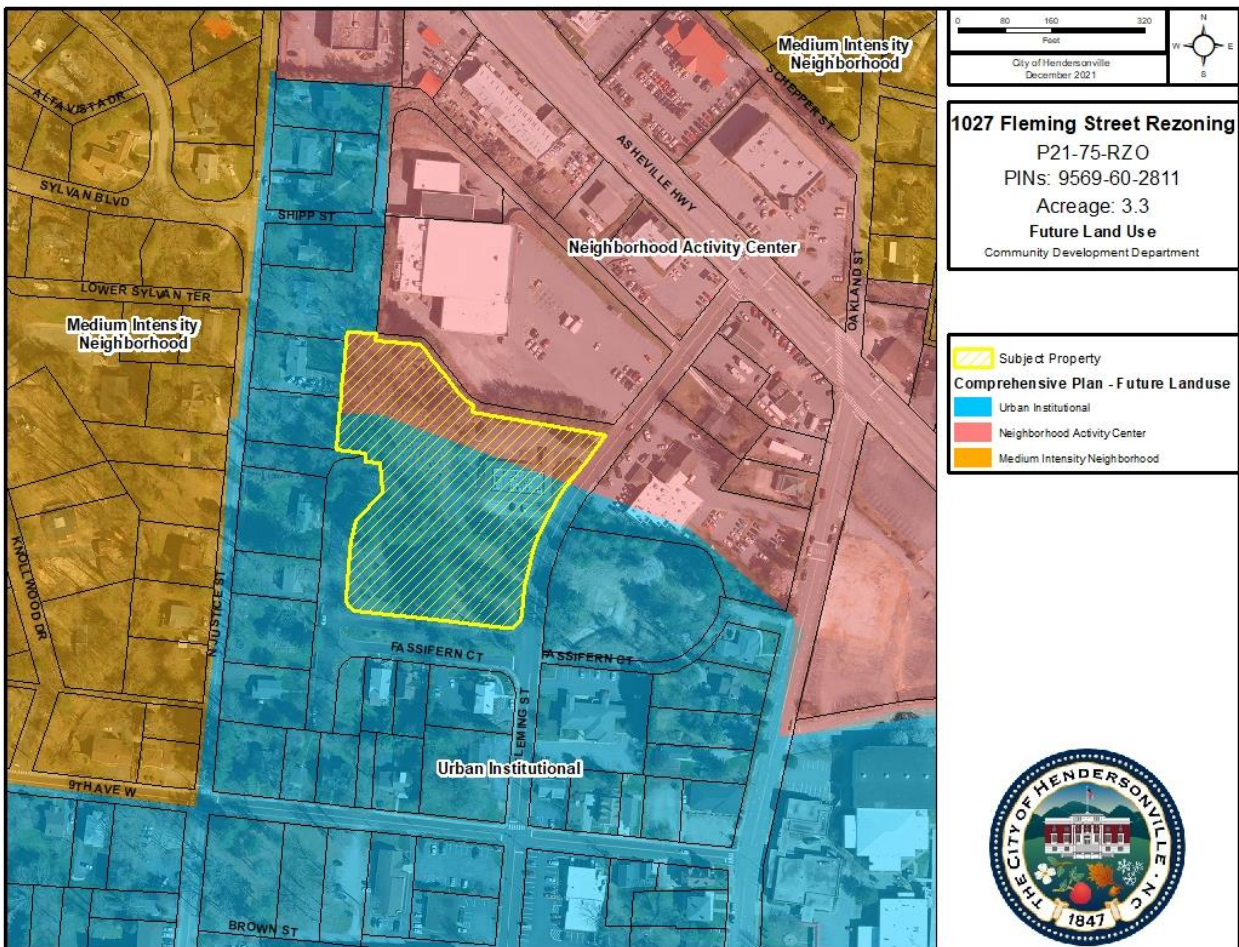 Medium Intensity
Neighborhood
SCHEPPER ST
ALTA VISTA DR
ASHEVILLE HWY
SYLVAN BLVD
SHIPP ST
Neighborhood Activity Center
OAKLAND ST
LOWER SYLVAN TER
Medium Intensity
Neighborhood
KNOLLWOOD DR
N JUSTICE ST
FASSIFERN CT
ASSIFERN CT
LEMING ST
Urban Institutional
9TH AVE W
BROWN ST
0 80 160 320
Feet
N
W E
S
City of Hendersonville
December 2021
1027 Fleming Street Rezoning
P21-75-RZO
PINs: 9569-60-2811
Acreage: 3.3
Future Land Use
Community Development Department
Subject Property
Comprehensive Plan - Future Landuse
Urban Institutional
Neighborhood Activity Center
Medium Intensity Neighborhood
THE CITY OF HENDERSONVILLE · NC
1847